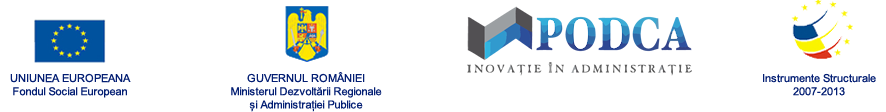 UNIUNEA EUROPEANA
Fondul Social European
GUVERNUL ROMÂNIEI
Ministerul Dezvoltării Regionale
și Administrației Publice
PODCA
INOVAȚIE ÎN ADMINISTRAȚIE
Instrumente Structurale
2007-2013